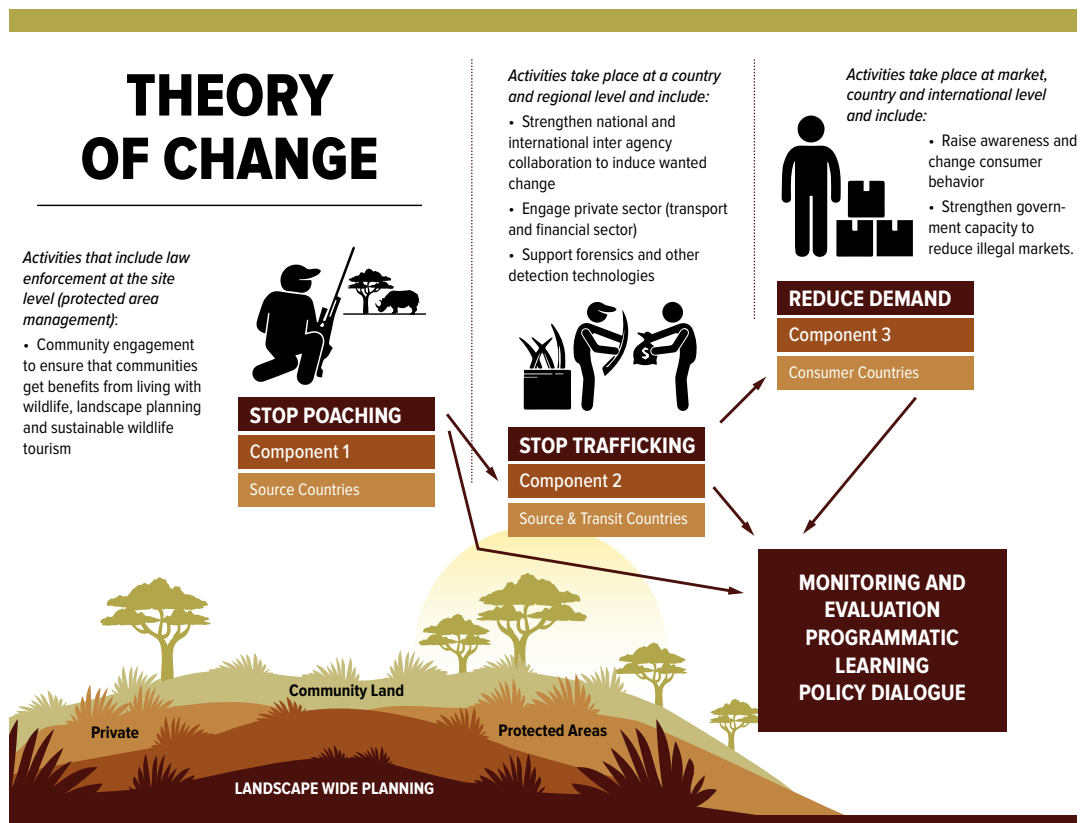 THEORY
OF CHANGE
Activities that include law
enforcement at the site
level (protected area
management):
• Community engagement
to ensure that communities
get benefits from living with
wildlife, landscape planning
and sustainable wildlife
tourism
STOP POACHING
Component 1
Source Countries
Activities take place at a country
and regional level and include:
• Strengthen national and
international inter agency
collaboration to induce wanted
change
• Engage private sector (transport
and financial sector)
• Support forensics and other
detection technologies
$
STOP TRAFFICKING
Component 2
Source & Transit Countries
Activities take place at market,
country and international level
and include:
• Raise awareness and
change consumer
behavior
• Strengthen govern-
ment capacity to
reduce illegal markets.
REDUCE DEMAND
Component 3
Consumer Countries
MONITORING AND
EVALUATION
PROGRAMMATIC
LEARNING
POLICY DIALOGUE
Community Land
Private
Protected Areas
LANDSCAPE WIDE PLANNING